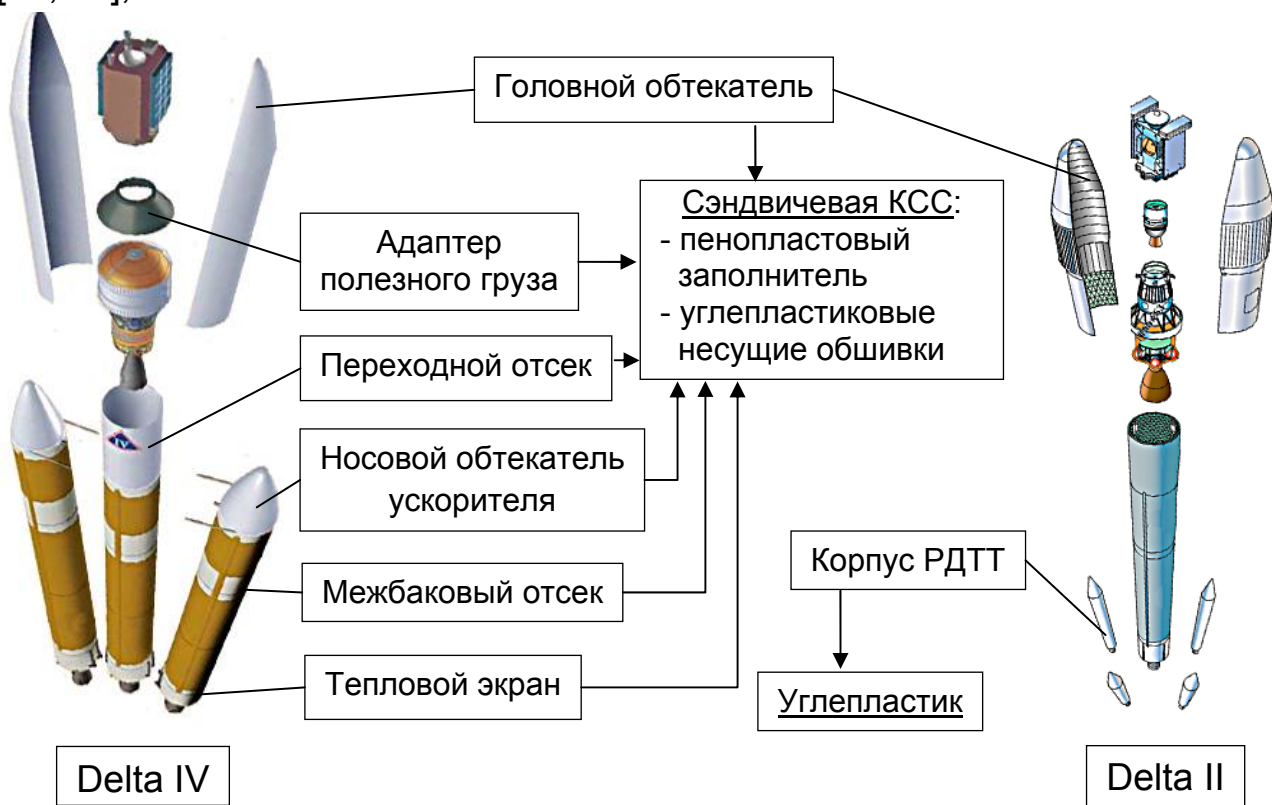 Головной обтекатель
Сэндвичевая КСС:
- пенопластовый
заполнитель
- углепластиковые
несущие обшивки
Адаптер
полезного груза
Переходной отсек
IV
Носовой обтекатель
ускорителя
Межбаковый отсек
Тепловой экран
Корпус РДТТ
Углепластик
Delta IV
Delta II